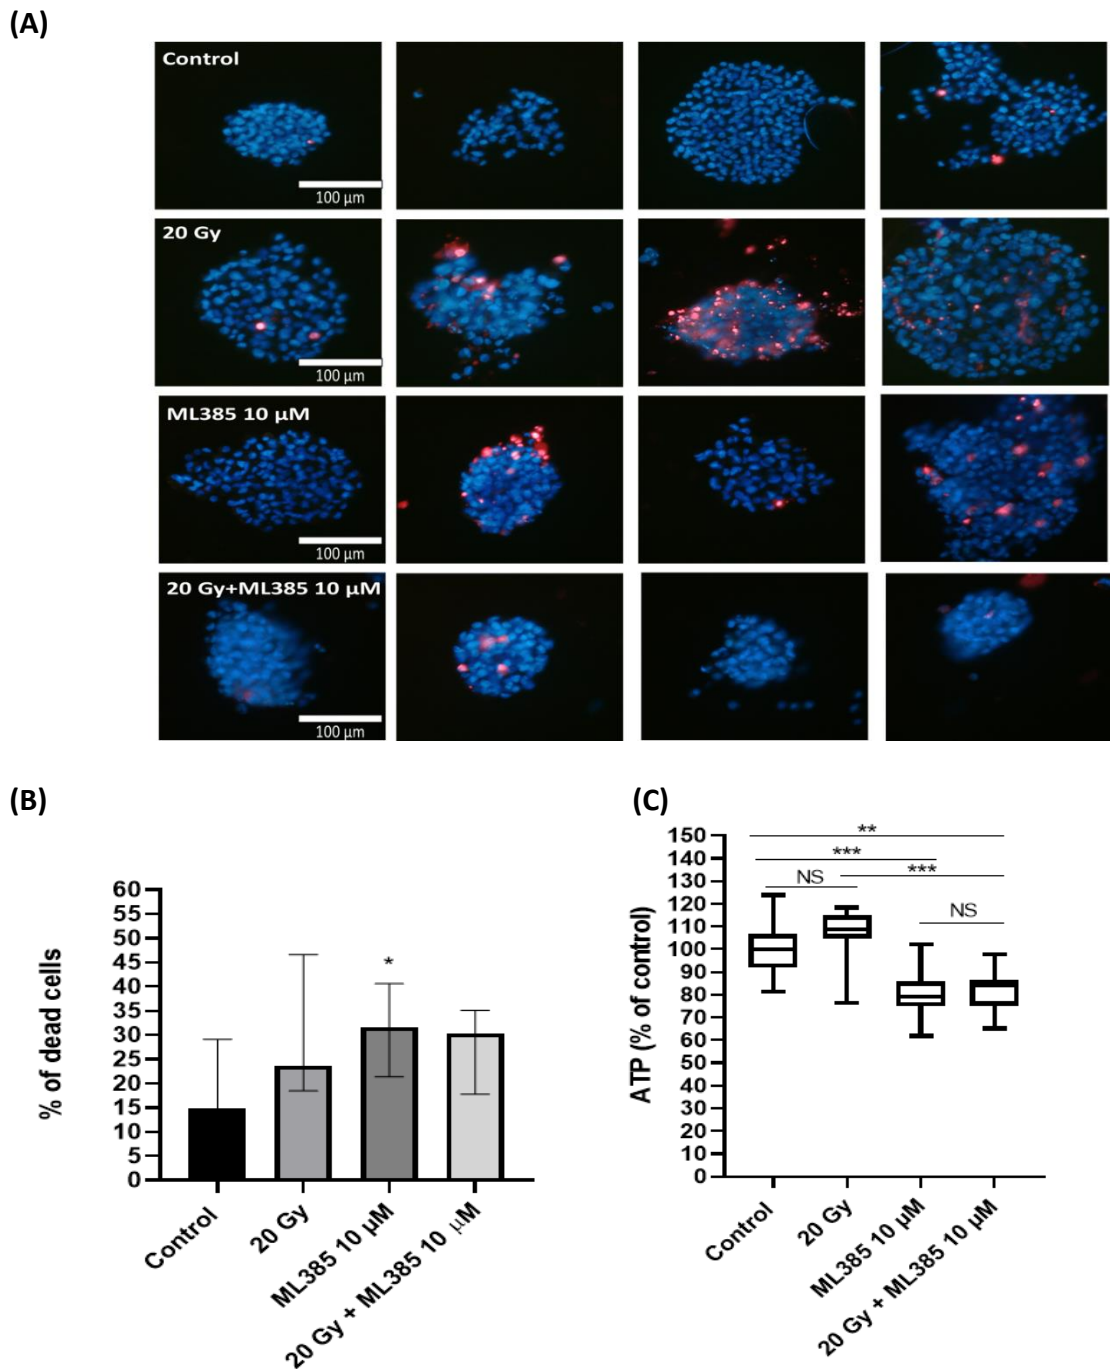 (A)
Control
100 μm
20 Gy
100 μm
ML385 10 μM
100 μm
20 Gy+ML385 10 μM
100 μm
(B)
% of dead cells
60
55
50
45
40
35
30
25
20
15
10
5
0
*
Control
20 Gy
ML385 10 μM
20 Gy + ML385 10 μM
(C)
ATP (% of control)
150
140
130
120
110
100
90
80
70
60
50
40
30
20
10
0
**
***
NS
***
NS
Control
20 Gy
ML385 10 μM
20 Gy + ML385 10 μM